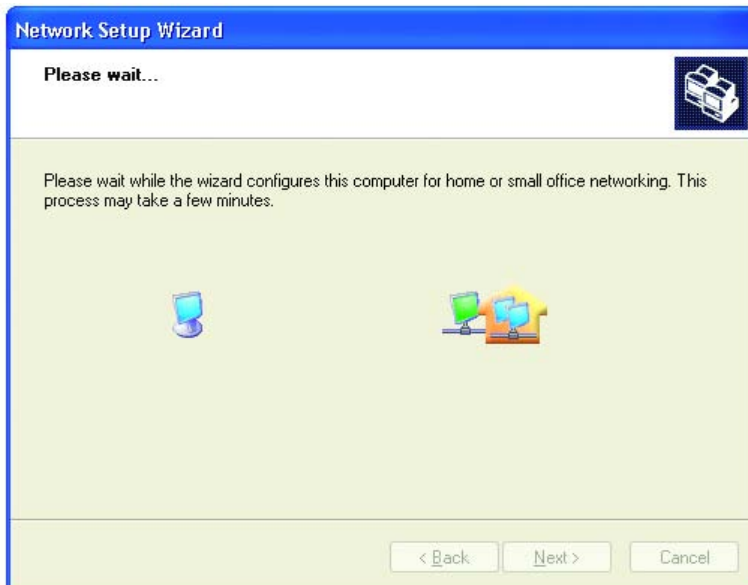 Network Setup Wizard
Please wait...
Please wait while the wizard configures this computer for home or small office networking. This
process may take a few minutes.
< Back Next > Cancel